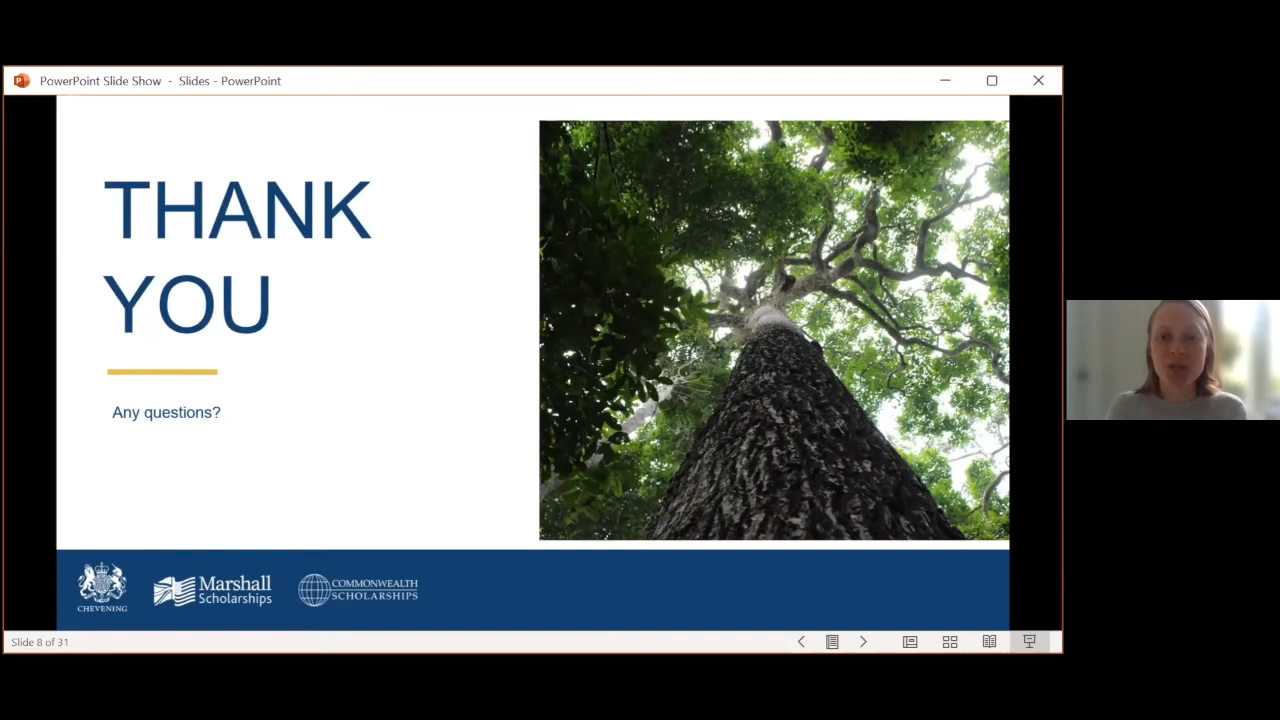 PowerPoint Slide Show - Slides - PowerPoint
THANK
YOU
Any questions?
CHEVENING
Marshall
Scholarships
COMMONWEALTH
SCHOLARSHIPS
Slide 8 of 31